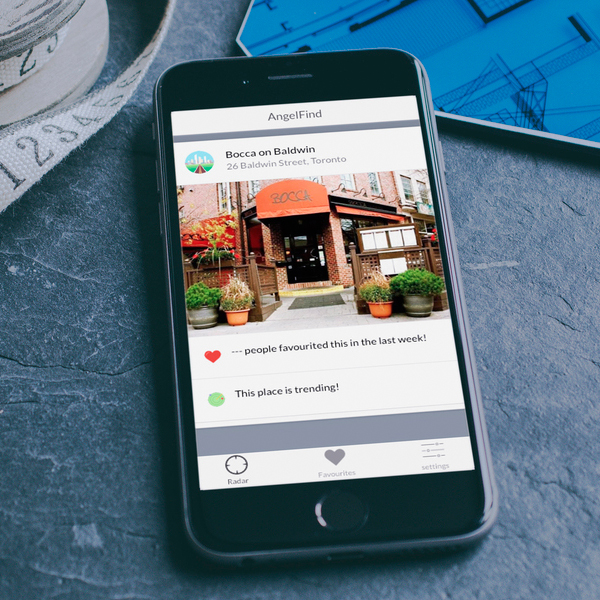 AngelFind
Bocca on Baldwin
26 Baldwin Street, Toronto
BOCCA
--- people favourited this in the last week!
This place is trending!
Radar
Favourites
settings
1 2 3 4 5